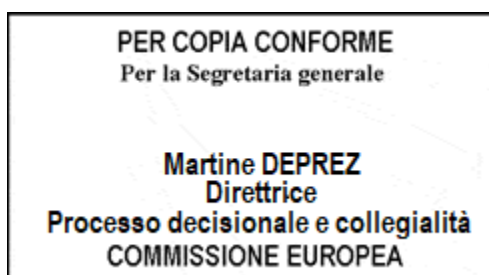 PER COPIA CONFORME
Per la Segretaria generale
Martine DEPREZ
Direttrice
Processo decisionale e collegialità
COMMISSIONE EUROPEA